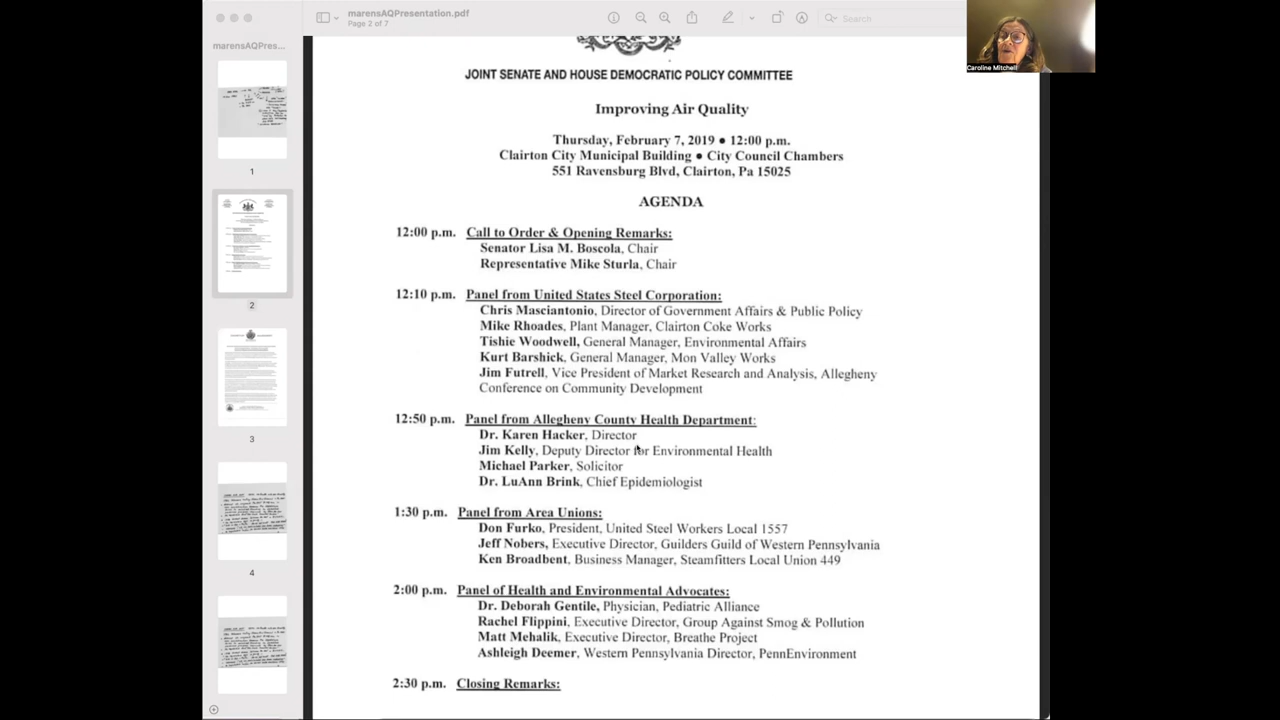 marensAQPresentation.pdf
Page 2 of 7
Search
marensAQPres...
1
2
3
4
Caroline Mitchell
JOINT SENATE AND HOUSE DEMOCRATIC POLICY COMMITTEE
Improving Air Quality
Thursday, February 7, 2019 ● 12:00 p.m.
Clairton City Municipal Building ● City Council Chambers
551 Ravensburg Blvd, Clairton, Pa 15025
AGENDA
12:00 p.m. Call to Order & Opening Remarks:
Senator Lisa M. Boscola, Chair
Representative Mike Sturla, Chair
12:10 p.m. Panel from United States Steel Corporation:
Chris Masciantonio, Director of Government Affairs & Public Policy
Mike Rhoades, Plant Manager, Clairton Coke Works
Tishie Woodwell, General Manager, Environmental Affairs
Kurt Barshick, General Manager, Mon Valley Works
Jim Futrell, Vice President of Market Research and Analysis, Allegheny
Conference on Community Development
12:50 p.m. Panel from Allegheny County Health Department:
Dr. Karen Hacker, Director
Jim Kelly, Deputy Director for Environmental Health
Michael Parker, Solicitor
Dr. LuAnn Brink, Chief Epidemiologist
1:30 p.m. Panel from Area Unions:
Don Furko, President, United Steel Workers Local 1557
Jeff Nobers, Executive Director, Guilders Guild of Western Pennsylvania
Ken Broadbent, Business Manager, Steamfitters Local Union 449
2:00 p.m. Panel of Health and Environmental Advocates:
Dr. Deborah Gentile, Physician, Pediatric Alliance
Rachel Flippini, Executive Director, Group Against Smog & Pollution
Matt Mehalik, Executive Director, Breathe Project
Ashleigh Deemer, Western Pennsylvania Director, PennEnvironment
2:30 p.m. Closing Remarks: